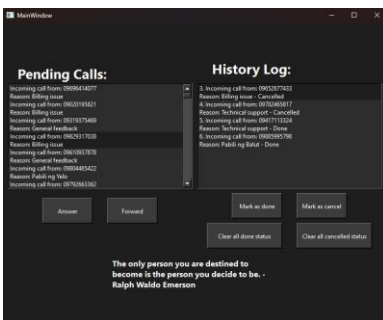 MainWindow
Pending Calls:
Incoming call from: 09696414077
Reason: Billing issue
Incoming call from: 09020195821
Reason: Billing issue
Incoming call from: 09319375469
Reason: General feedback
Incoming call from: 09629317038
Reason: Billing issue
Incoming call from: 09610937878
Reason: General feedback
Incoming call from: 09804465422
Reason: Pabili ng Yelo
Incoming call from: 09792663362
Answer
Forward
History Log:
3. Incoming call from: 09652677433
Reason: Billing issue - Cancelled
4. Incoming call from: 09782465817
Reason: Technical support - Cancelled
5. Incoming call from: 09417113324
Reason: Technical support - Done
6. Incoming call from: 09885995796
Reason: Pabili ng Balut - Done
Mark as done
Mark as cancel
Clear all done status
Clear all cancelled status
The only person you are destined to
become is the person you decide to be. -
Ralph Waldo Emerson